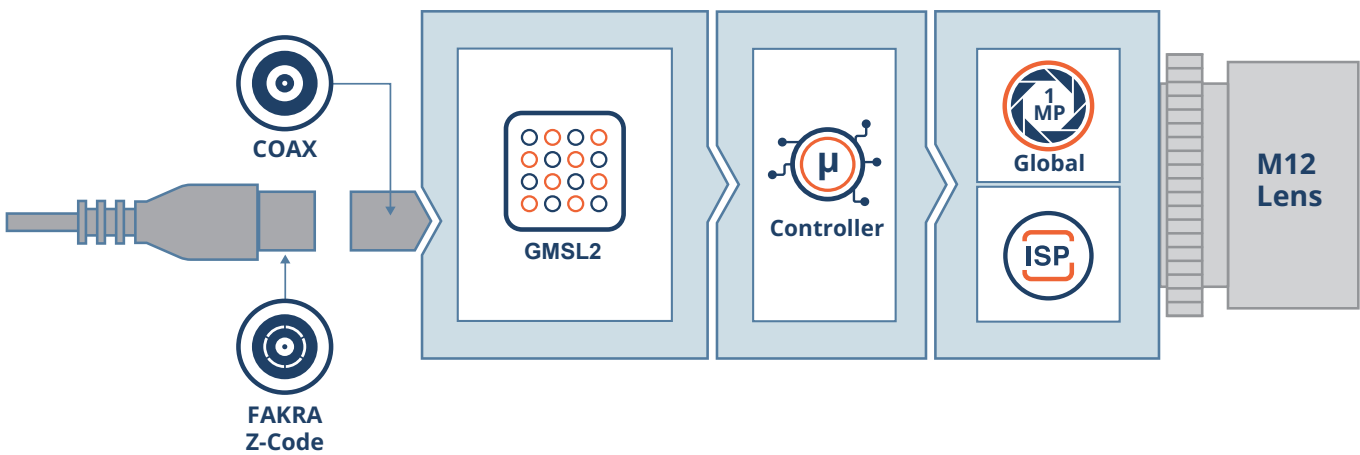 COAX
FAKRA
Z-Code
GMSL2
µ
Controller
1
MP
Global
ISP
M12
Lens